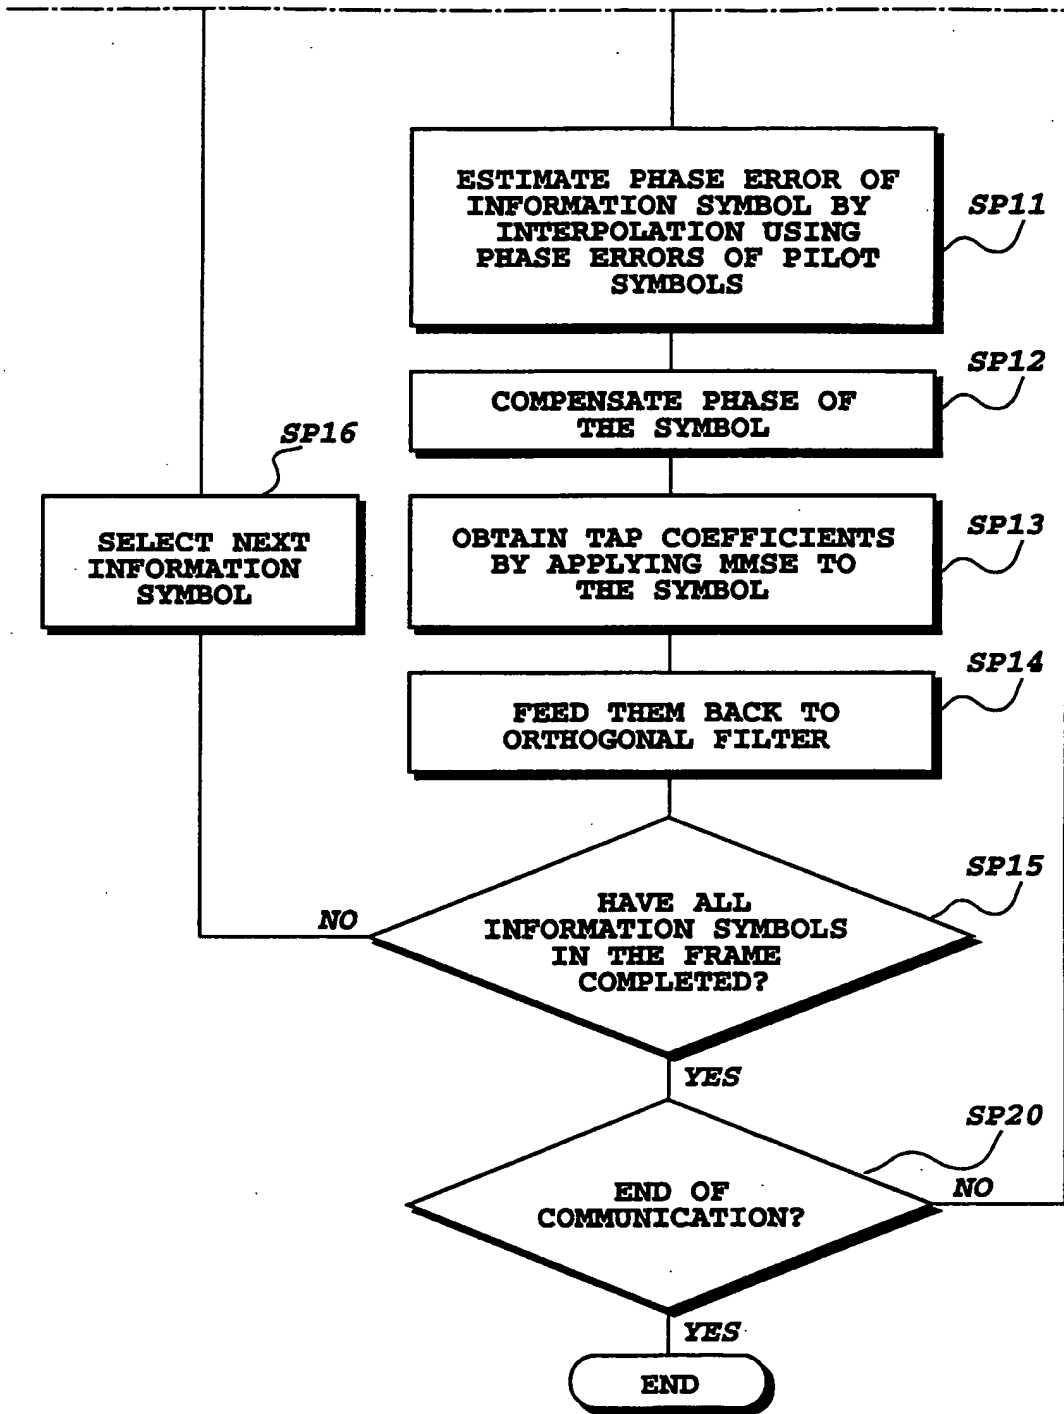 ESTIMATE PHASE ERROR OF
INFORMATION SYMBOL BY
INTERPOLATION USING
PHASE ERRORS OF PILOT
SYMBOLS
SP11
COMPENSATE PHASE OF
THE SYMBOL
SP12
SP16
SELECT NEXT
INFORMATION
SYMBOL
OBTAIN TAP COEFFICIENTS
BY APPLYING MMSE TO
THE SYMBOL
SP13
FEED THEM BACK TO
ORTHOGONAL FILTER
SP14
HAVE ALL
INFORMATION SYMBOLS
IN THE FRAME
COMPLETED?
SP15
NO
YES
END OF
COMMUNICATION?
SP20
NO
YES
END